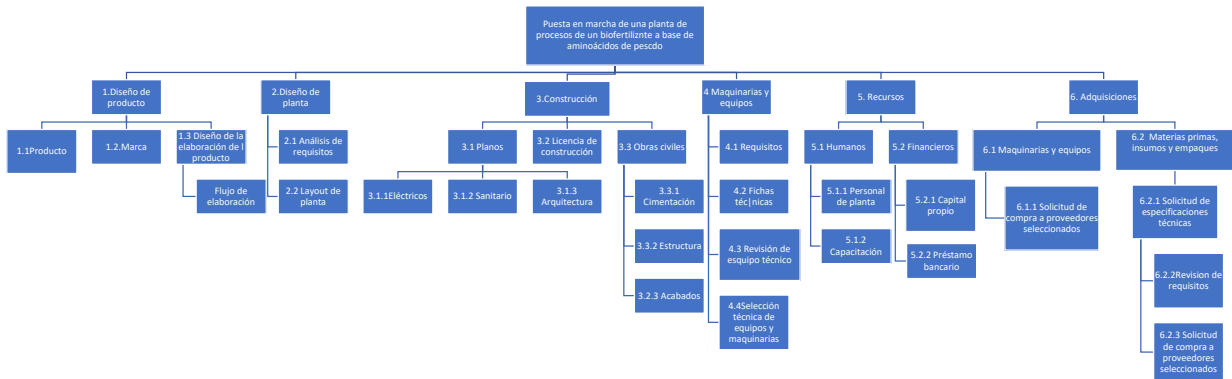 Puesta en marcha de una planta de
procesos de un biofertiliznte a base de
aminoácidos de pescdo
1.Diseño de
producto
2.Diseño de
planta
3.Construcción
4 Maquinarias y
equipos
5. Recursos
6. Adquisiciones
1.1Producto
1.2.Marca
1.3 Diseño de la
elaboración de l
producto
Flujo de
elaboración
2.1 Análisis de
requisitos
2.2 Layout de
planta
3.1 Planos
3.2 Licencia de
construcción
3.3 Obras civiles
3.1.1Eléctricos
3.1.2 Sanitario
3.1.3
Arquitectura
3.3.1
Cimentación
3.3.2 Estructura
3.2.3 Acabados
4.1 Requisitos
4.2 Fichas
téc|nicas
4.3 Revisión de
esquipo técnico
4.4Selección
técnica de
equipos y
maquinarias
5.1 Humanos
5.2 Financieros
5.1.1 Personal
de planta
5.1.2
Capacitación
5.2.1 Capital
propio
5.2.2 Préstamo
bancario
6.1 Maquinarias y
equipos
6.1.1 Solicitud de
compra a proveedores
seleccionados
6.2 Materias primas,
insumos y empaques
6.2.1 Solicitud de
especificaciones
técnicas
6.2.2Revision de
requisitos
6.2.3 Solicitud
de compra a
proveedores
seleccionados